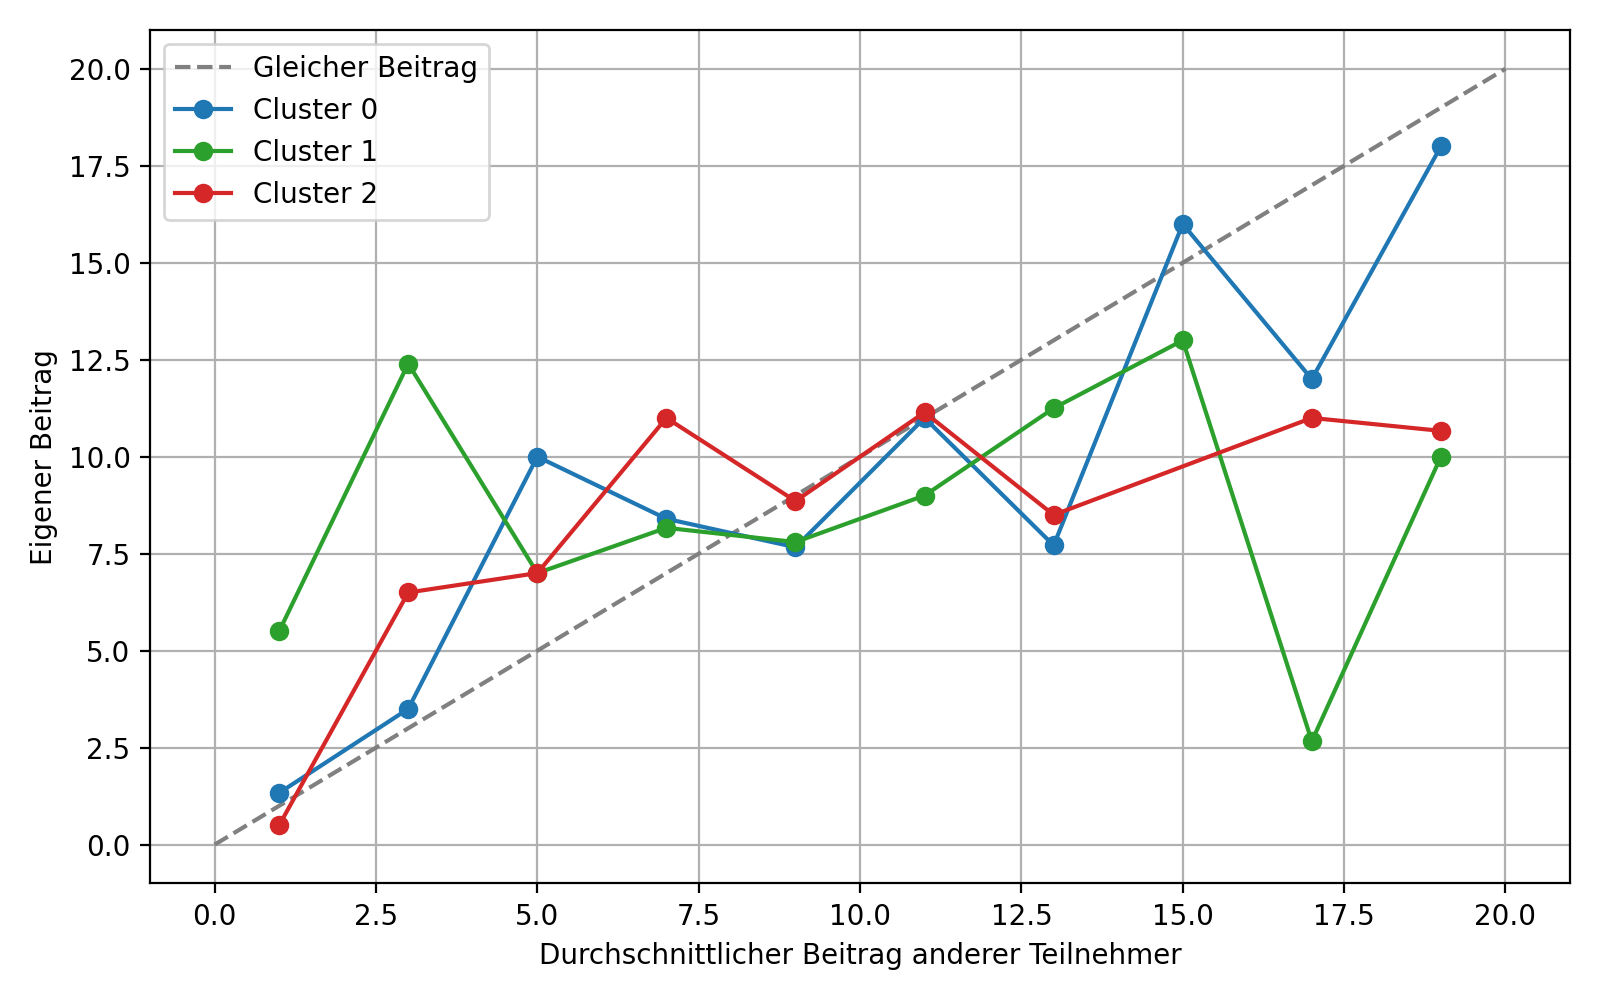 Gleicher Beitrag
Cluster 0
Cluster 1
Cluster 2
20.0
17.5
15.0
12.5
10.0
7.5
5.0
2.5
0.0
Eigener Beitrag
0.0 2.5 5.0 7.5 10.0 12.5 15.0 17.5 20.0
Durchschnittlicher Beitrag anderer Teilnehmer